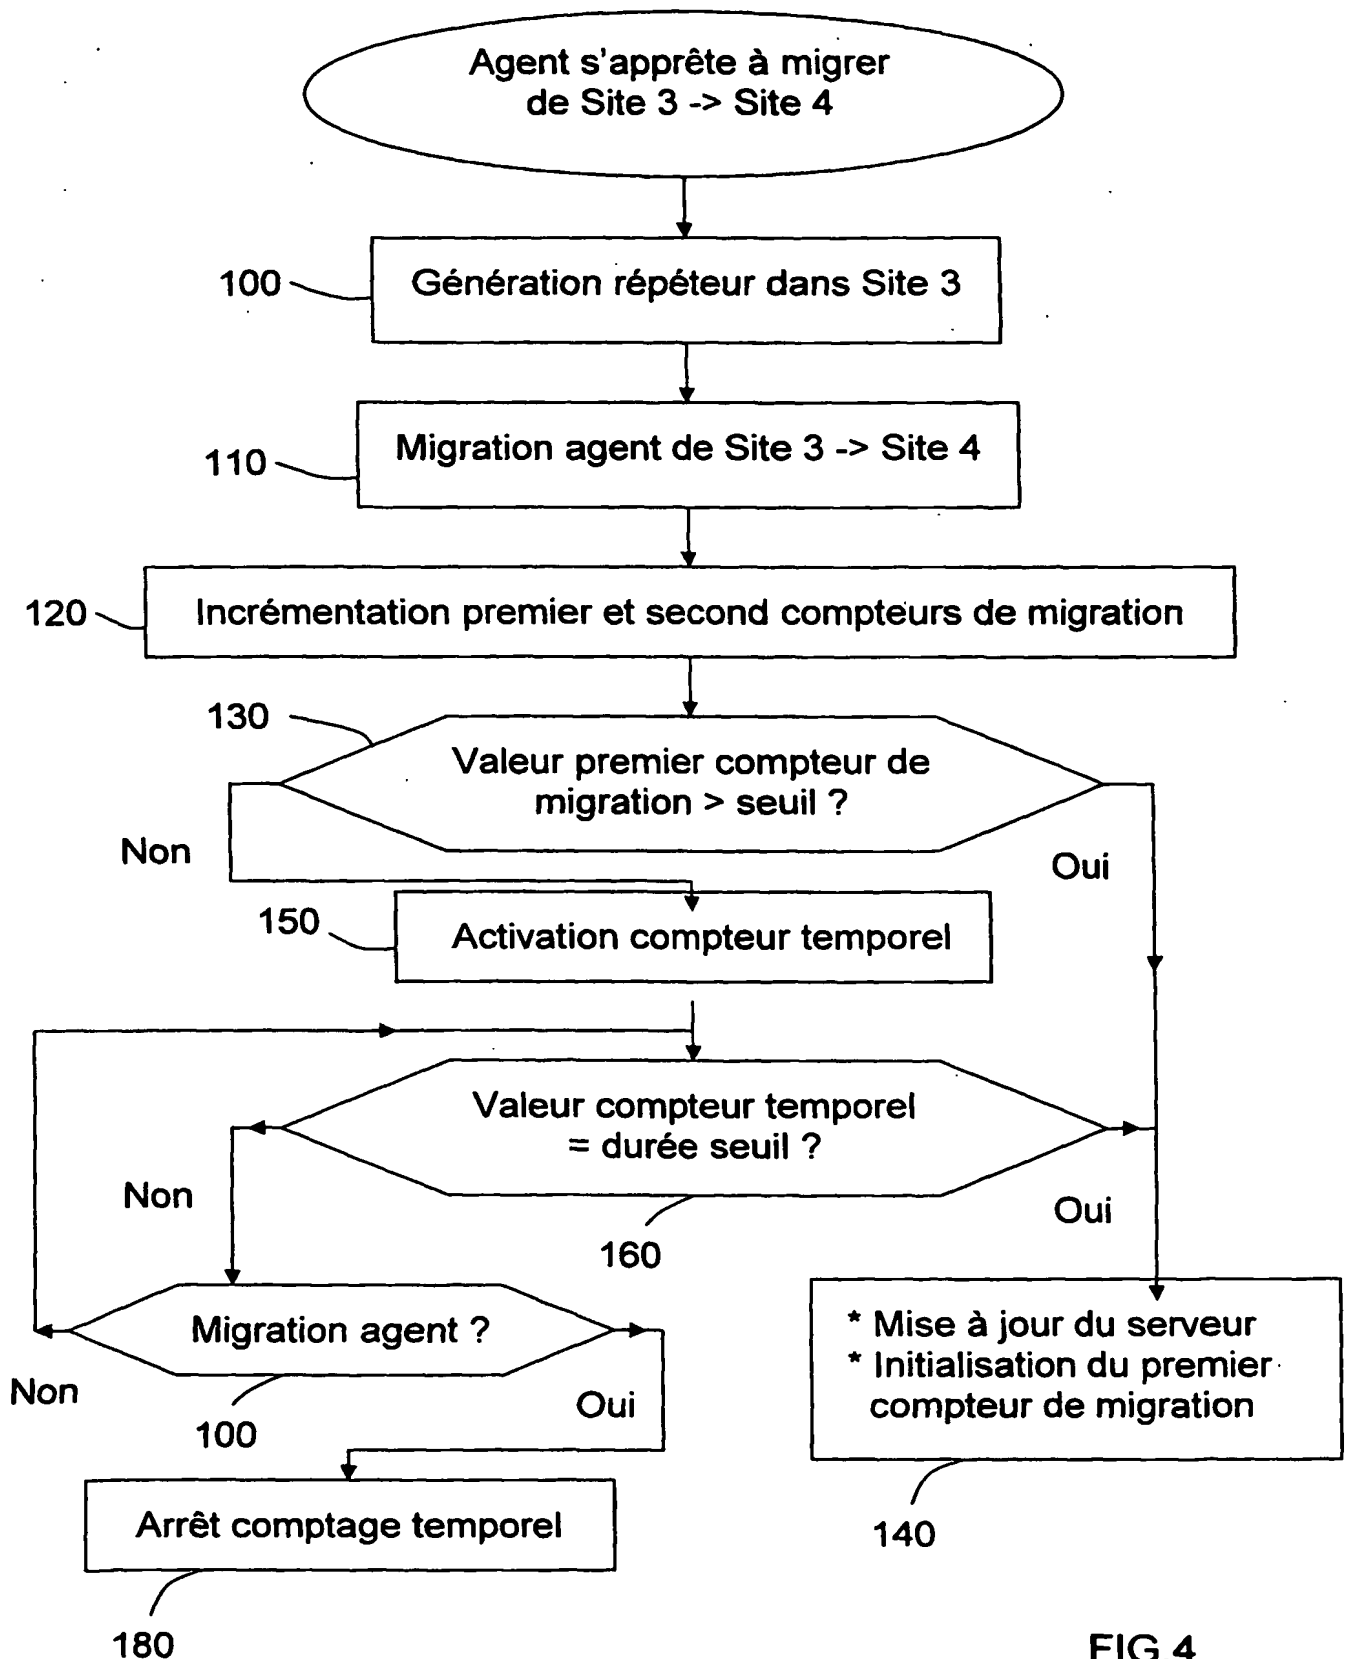 Agent s'apprête à migrer
de Site 3 -> Site 4
100
Génération répéteur dans Site 3
110
Migration agent de Site 3 -> Site 4
120
Incrémentation premier et second compteurs de migration
130
Valeur premier compteur de
migration > seuil ?
Non
Oui
150
Activation compteur temporel
Valeur compteur temporel
= durée seuil ?
Non
Oui
160
Migration agent ?
Non
Oui
100
* Mise à jour du serveur
* Initialisation du premier
compteur de migration
140
Arrêt comptage temporel
180
FIG 4